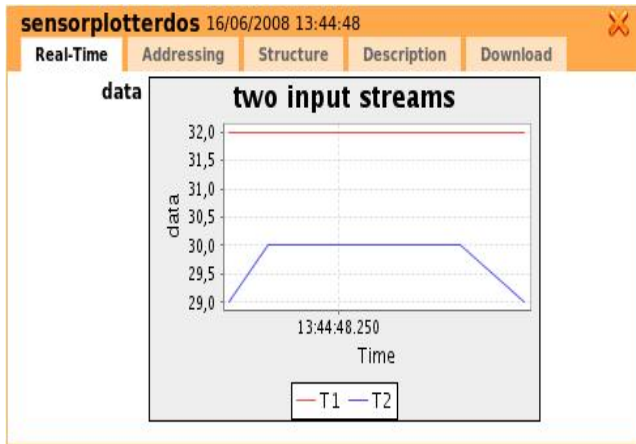 sensorplotterdos 16/06/2008 13:44:48
Real-Time Addressing Structure Description Download
data
two input streams
32,0
31,5
31,0
30,5
30,0
29,5
29,0
data
13:44:48.250
Time
T1 T2